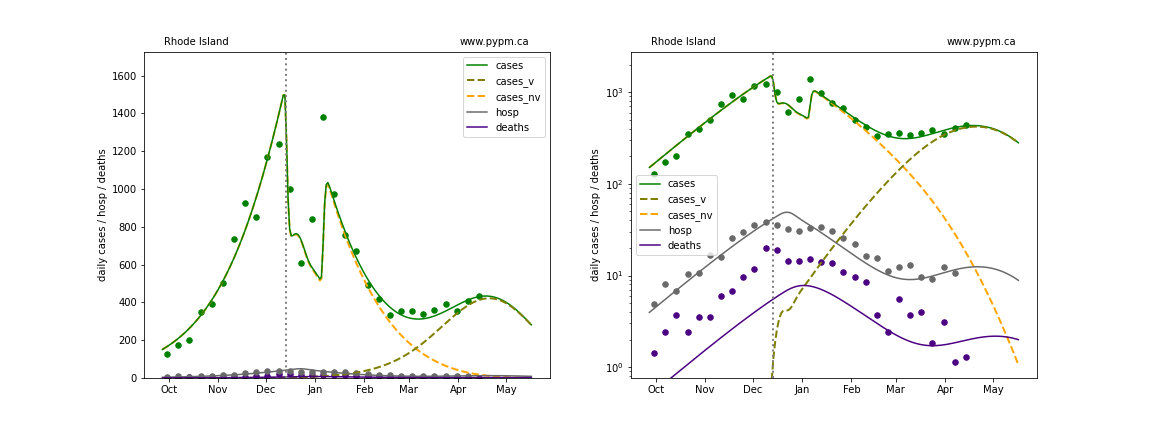 Rhode Island
www.pypm.ca
daily cases / hosp / deaths
1600
1400
1200
1000
800
600
400
200
0
cases
cases_v
cases_nv
hosp
deaths
Oct Nov Dec Jan Feb Mar Apr May
Rhode Island
www.pypm.ca
daily cases / hosp / deaths
10³
10²
10¹
10⁰
cases
cases_v
cases_nv
hosp
deaths
Oct Nov Dec Jan Feb Mar Apr May